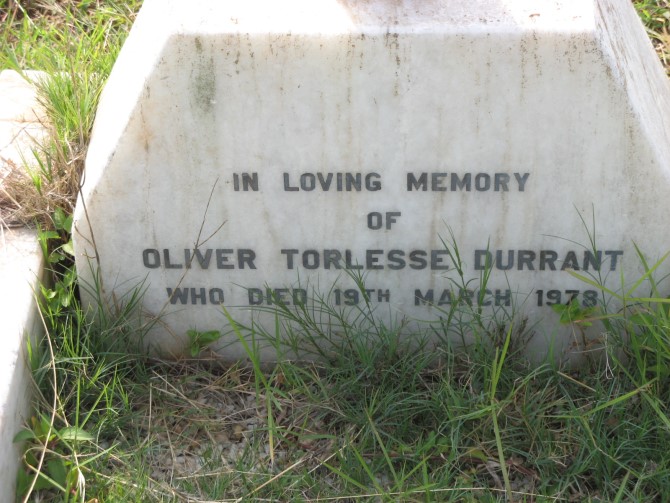 IN LOVING MEMORY
OF
OLIVER TORLESSE DURRANT
WHO DIED 19TH MARCH 1978